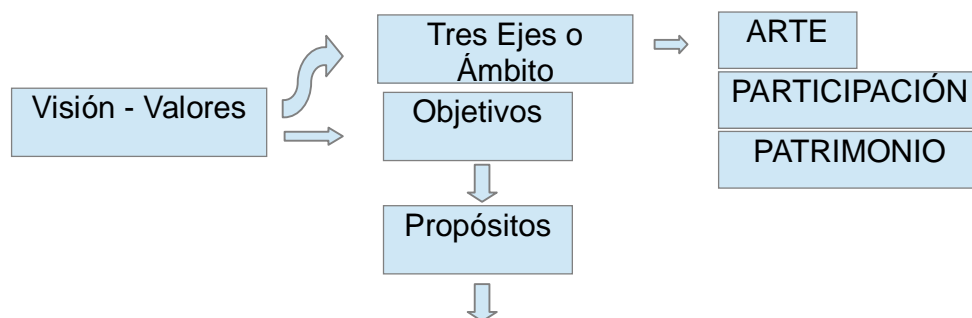 Visión - Valores
Tres Ejes o
Ámbito
Objetivos
Propósitos
ARTE
PARTICIPACIÓN
PATRIMONIO